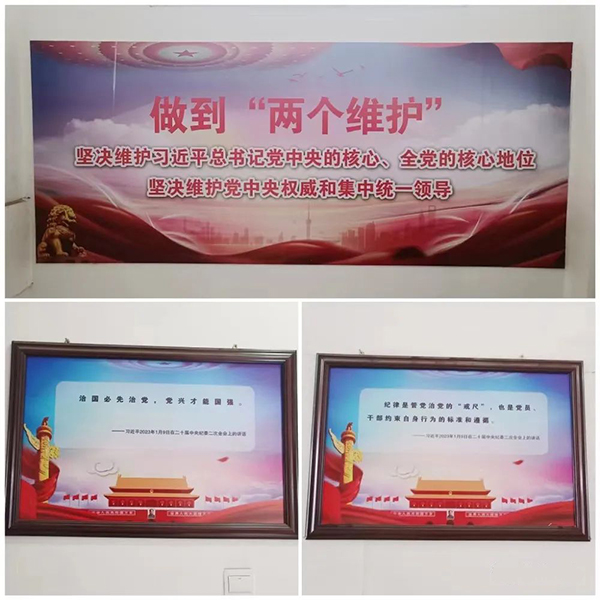 做到“两个维护”
坚决维护习近平总书记党中央的核心、全党的核心地位
坚决维护党中央权威和集中统一领导
治国必先治党，党兴才能国强。
——习近平2023年1月9日在二十届中央纪委二次全会上的讲话
纪律是管党治党的“戒尺”，也是党员、
干部约束自身行为的标准和遵循。
——习近平2023年1月9日在二十届中央纪委二次全会上的讲话